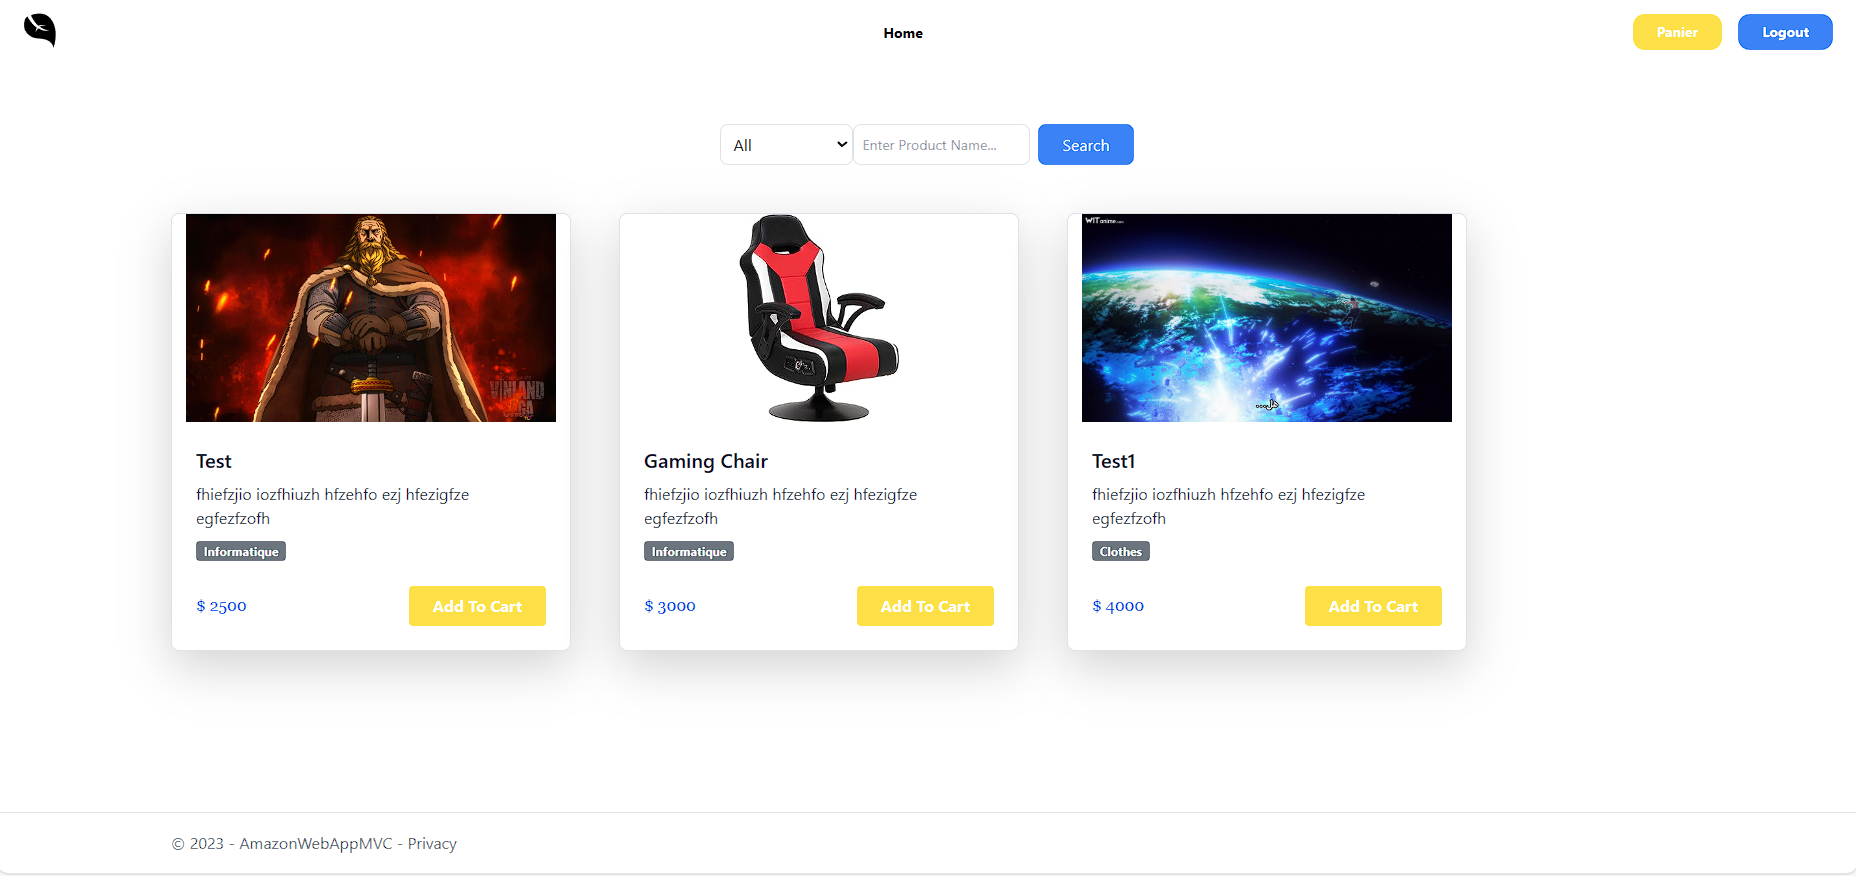 Home
Panier
Logout
All
Enter Product Name...
Search
VINLAND
WITanime.com
Test
fhiefzjio iozfhiuzh hfzehfo ezj hfezigfze
egfezfzofh
Informatique
$ 2500
Add To Cart
Gaming Chair
fhiefzjio iozfhiuzh hfzehfo ezj hfezigfze
egfezfzofh
Informatique
$ 3000
Add To Cart
Test1
fhiefzjio iozfhiuzh hfzehfo ezj hfezigfze
egfezfzofh
Clothes
$ 4000
Add To Cart
© 2023 - AmazonWebAppMVC - Privacy